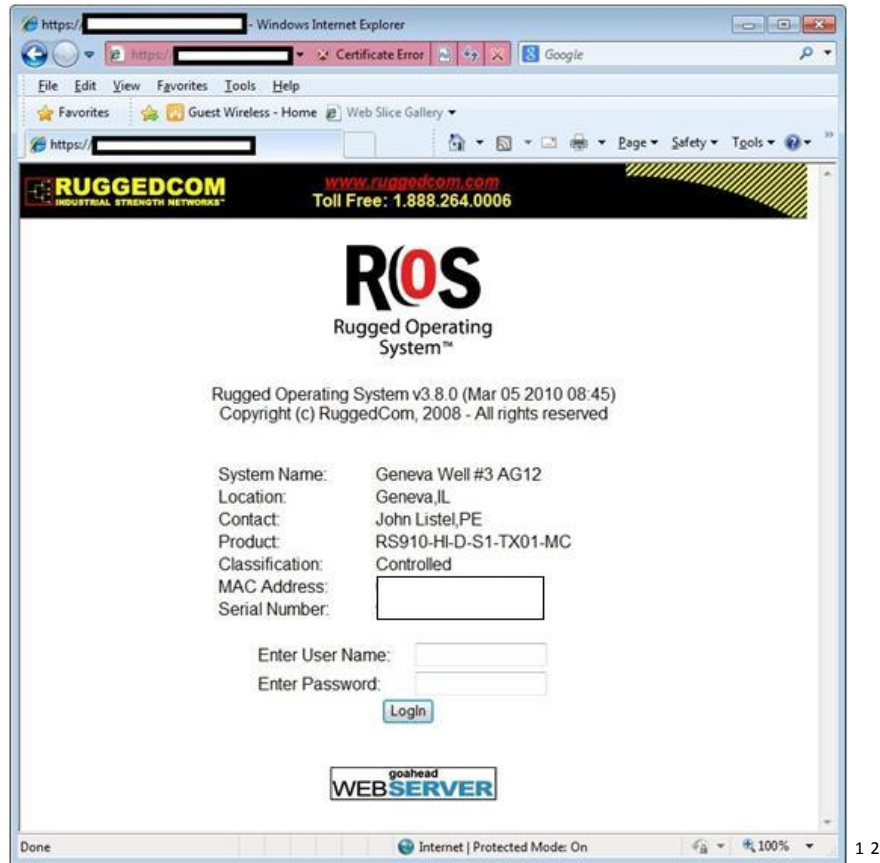 https:/ - Windows Internet Explorer
https:/ Certificate Error Google
File Edit View Favorites Tools Help
Favorites Guest Wireless - Home Web Slice Gallery
https:// Page Safety Tools
RUGGEDCOM
INDUSTRIAL STRENGTH NETWORKS™
www.ruggedcom.com
Toll Free: 1.888.264.0006
ROS
Rugged Operating
System™
Rugged Operating System v3.8.0 (Mar 05 2010 08:45)
Copyright (c) RuggedCom, 2008 - All rights reserved
System Name: Geneva Well #3 AG12
Location: Geneva,IL
Contact: John Listel,PE
Product: RS910-HI-D-S1-TX01-MC
Classification: Controlled
MAC Address:
Serial Number:
Enter User Name:
Enter Password:
LogIn
goahead
WEBSERVER
Done Internet | Protected Mode: On 100%
1 2